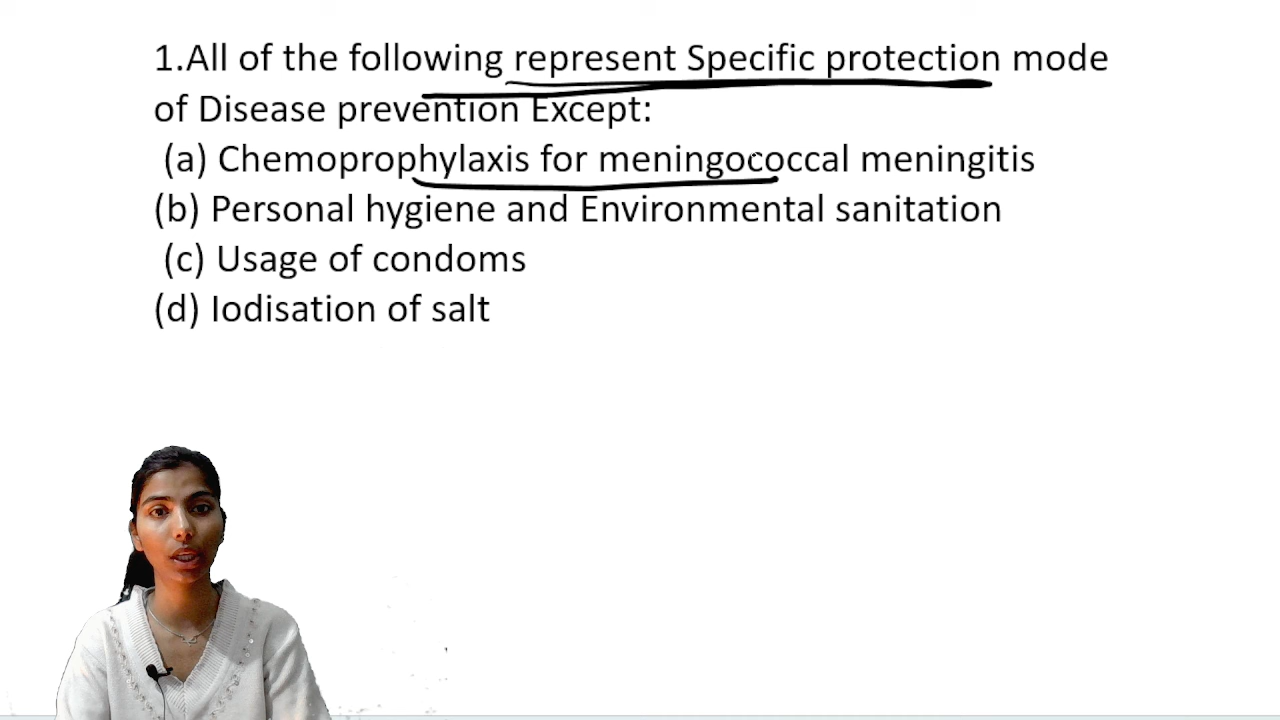 1.All of the following represent Specific protection mode
of Disease prevention Except:
(a) Chemoprophylaxis for meningococcal meningitis
(b) Personal hygiene and Environmental sanitation
(c) Usage of condoms
(d) Iodisation of salt